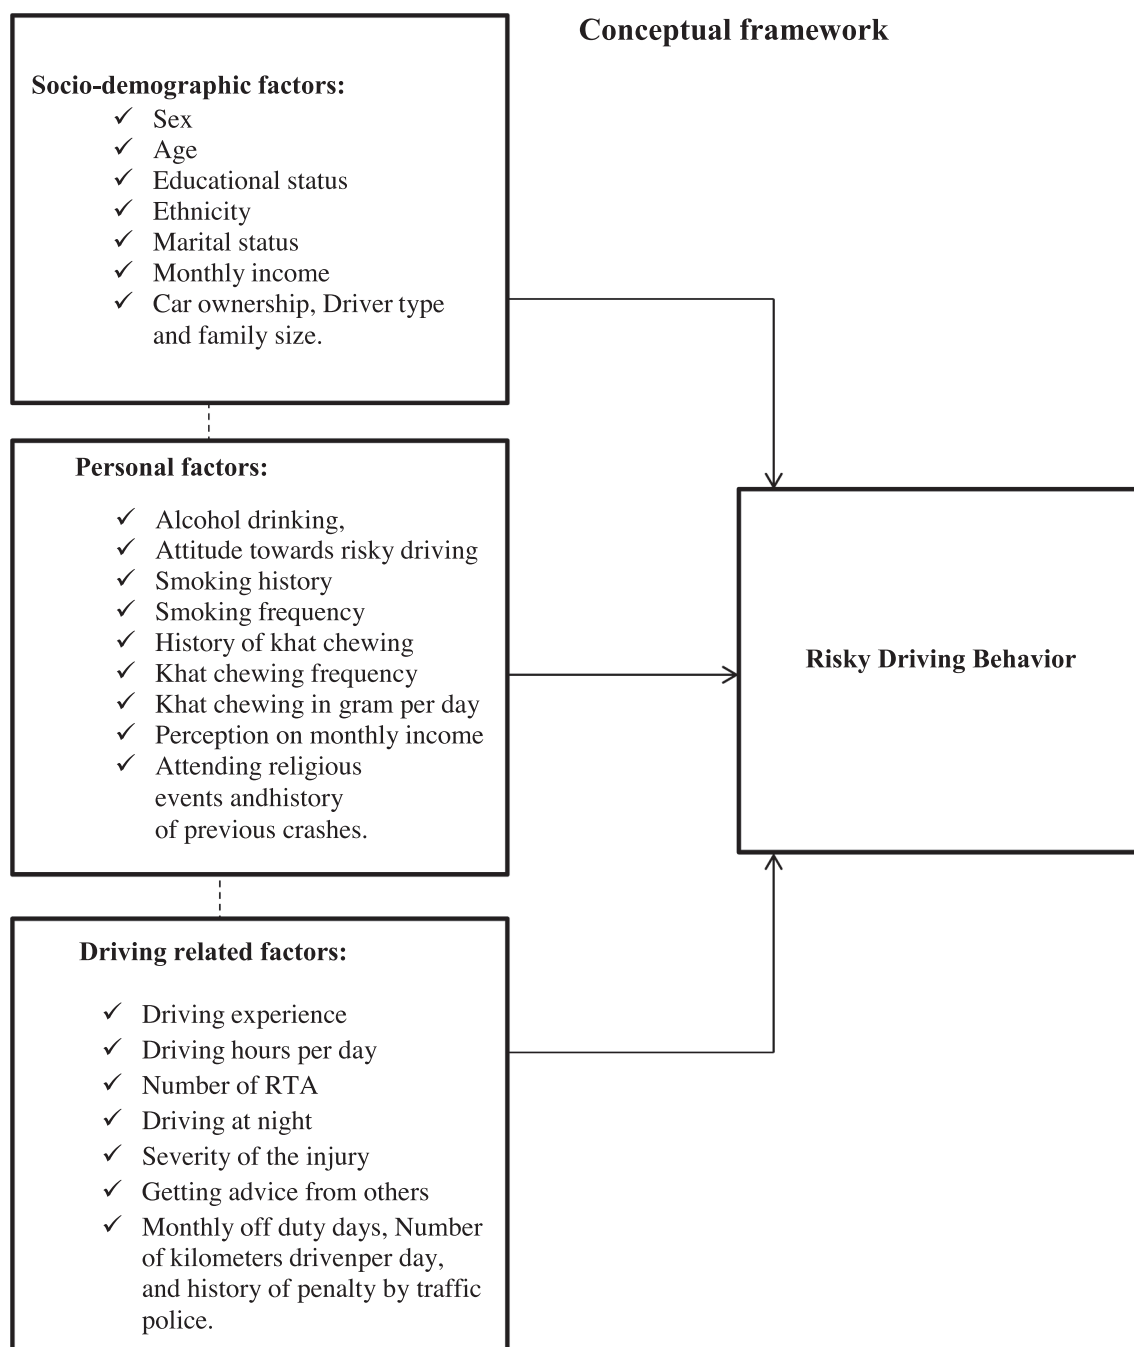 Conceptual framework
Socio-demographic factors:
✓ Sex
✓ Age
✓ Educational status
✓ Ethnicity
✓ Marital status
✓ Monthly income
✓ Car ownership, Driver type
and family size.
Personal factors:
✓ Alcohol drinking,
✓ Attitude towards risky driving
✓ Smoking history
✓ Smoking frequency
✓ History of khat chewing
✓ Khat chewing frequency
✓ Khat chewing in gram per day
✓ Perception on monthly income
✓ Attending religious
events andhistory
of previous crashes.
Driving related factors:
✓ Driving experience
✓ Driving hours per day
✓ Number of RTA
✓ Driving at night
✓ Severity of the injury
✓ Getting advice from others
✓ Monthly off duty days, Number
of kilometers drivenper day,
and history of penalty by traffic
police.
Risky Driving Behavior